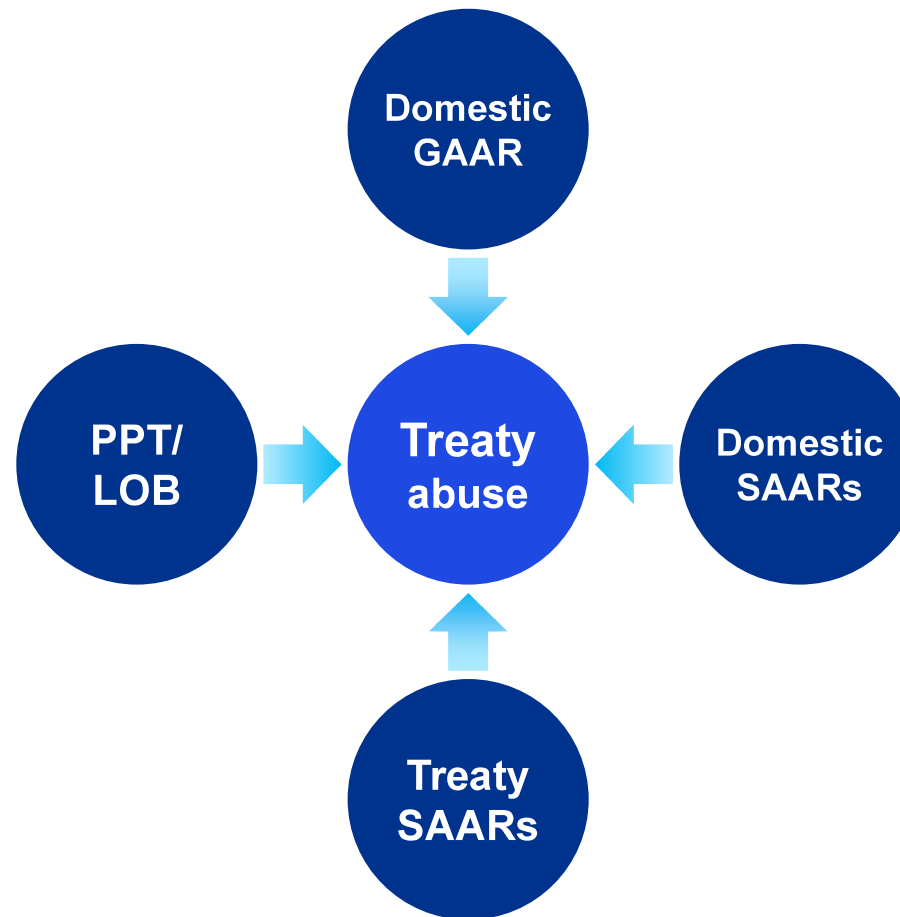 Domestic
GAAR
PPT/
LOB
Treaty
abuse
Domestic
SAARs
Treaty
SAARs